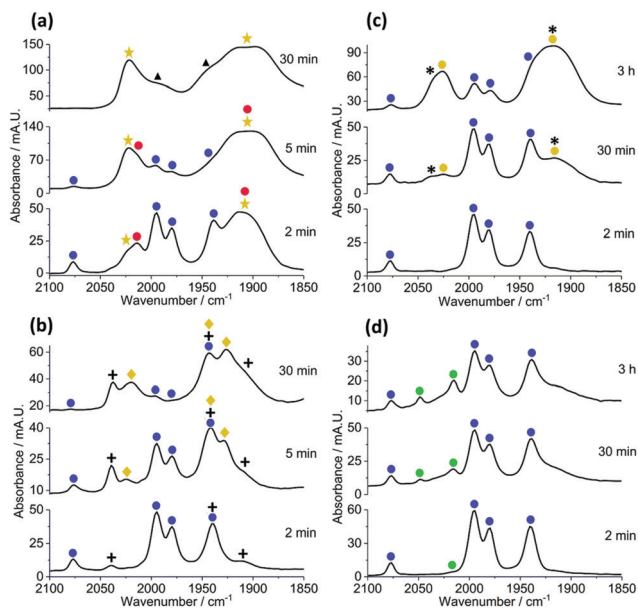 (a)
Absorbance / mA.U.
150
100
50
30 min
140
70
0
5 min
50
25
0
2 min
2100 2050 2000 1950 1900 1850
Wavenumber / cm⁻¹
(c)
Absorbance / mA.U.
90
60
30
3 h
50
25
0
30 min
50
25
0
2 min
2100 2050 2000 1950 1900 1850
Wavenumber / cm⁻¹
(b)
Absorbance / mA.U.
60
40
20
30 min
40
30
20
10
5 min
50
25
0
2 min
2100 2050 2000 1950 1900 1850
Wavenumber / cm⁻¹
(d)
Absorbance / mA.U.
30
20
10
3 h
50
25
0
30 min
60
30
0
2 min
2100 2050 2000 1950 1900 1850
Wavenumber / cm⁻¹